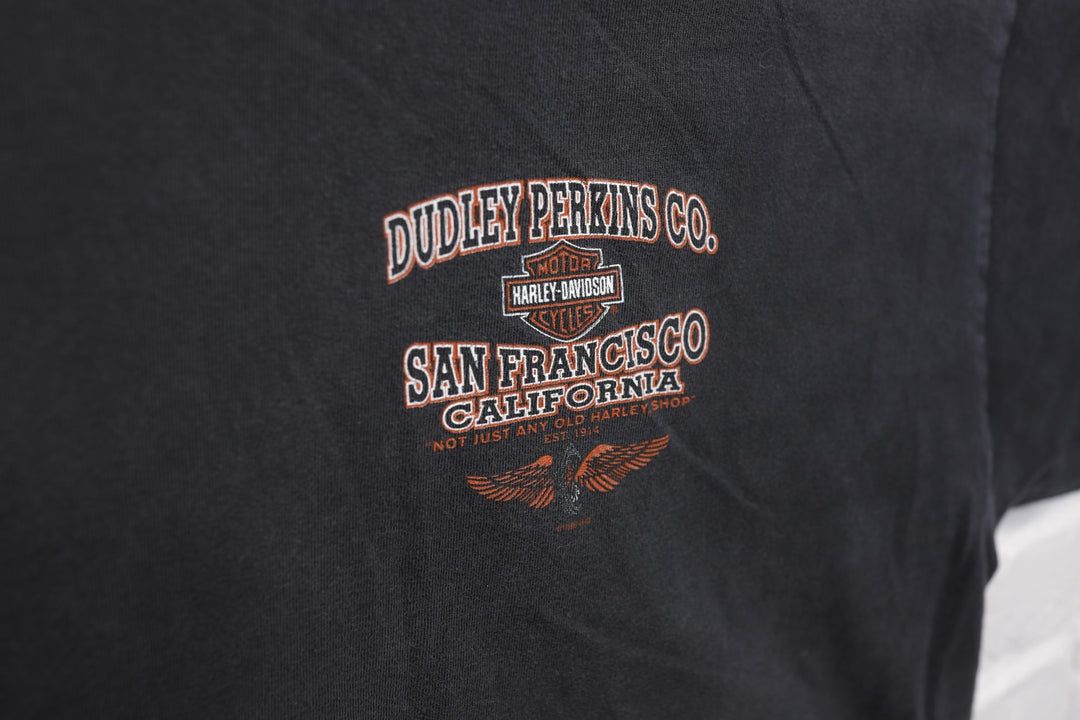 DUDLEY PERKINS CO.
MOTOR
HARLEY-DAVIDSON
CYCLES
SAN FRANCISCO
CALIFORNIA
"NOT JUST ANY OLD HARLEY SHOP"
EST. 1914